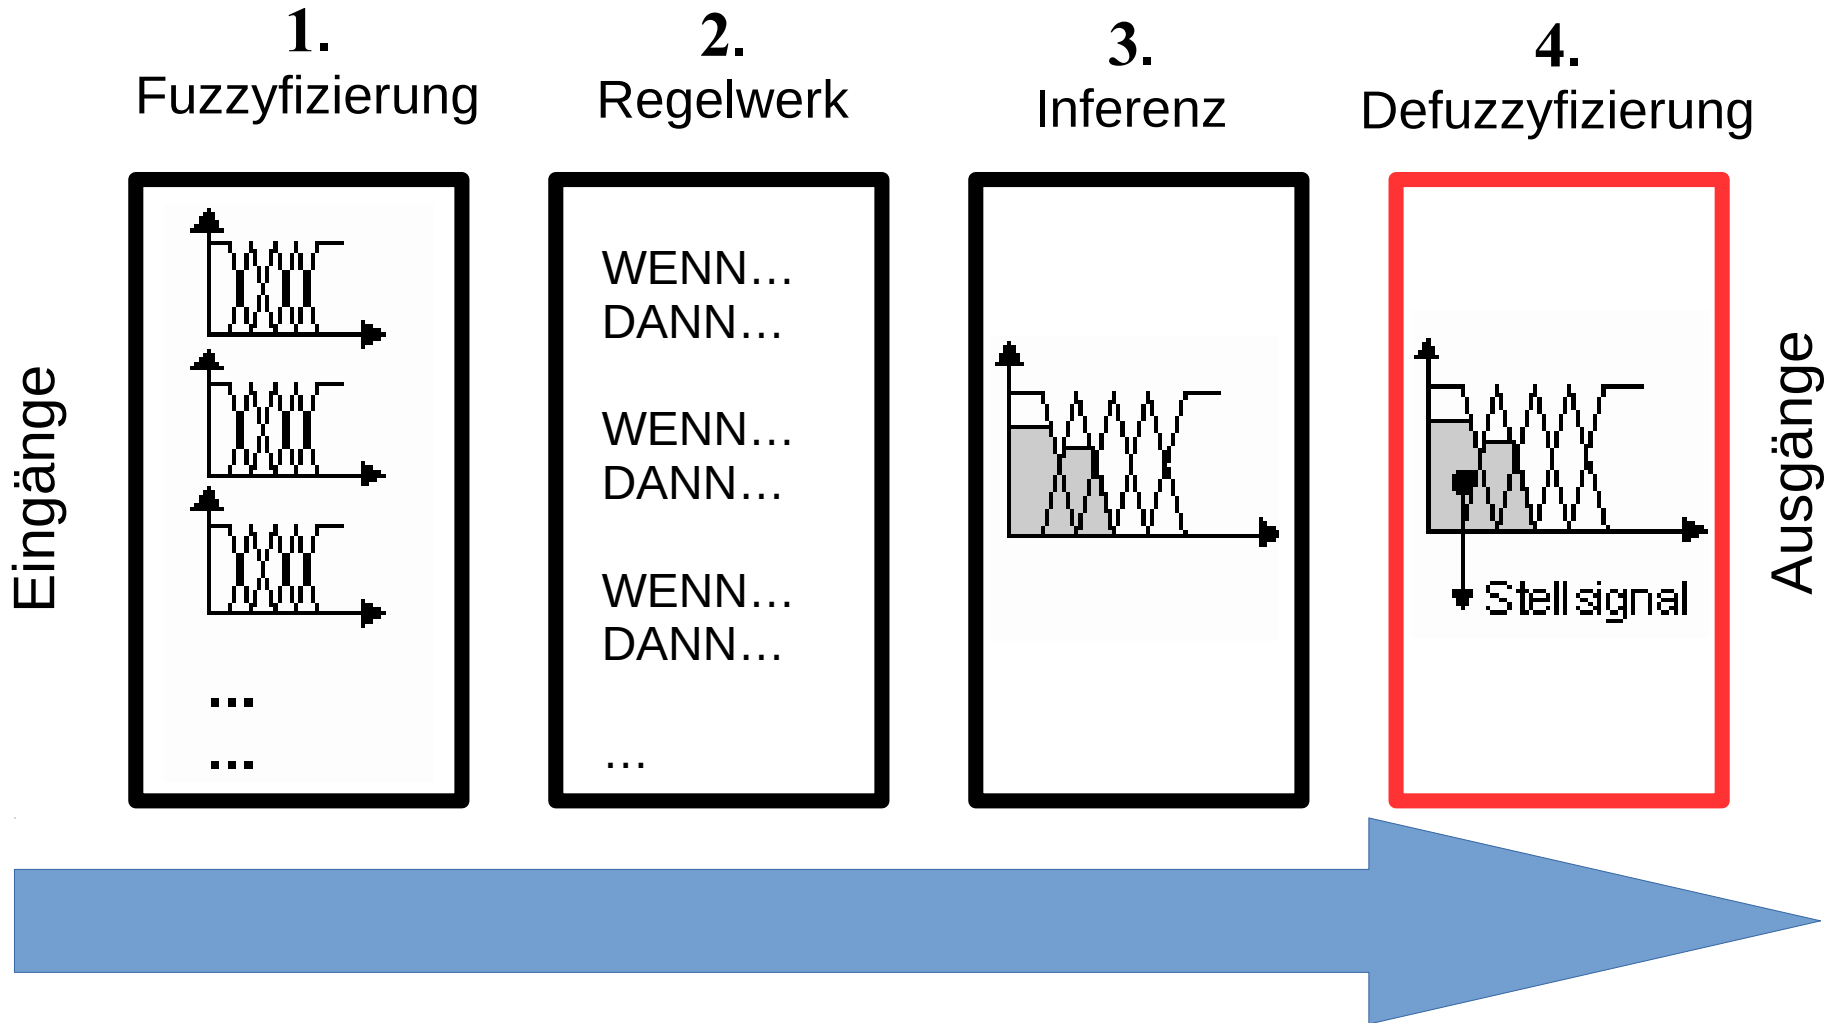 1.
Fuzzyfizierung
2.
Regelwerk
3.
Inferenz
4.
Defuzzyfizierung
Eingänge
...
...
WENN…
DANN…
WENN…
DANN…
WENN…
DANN…
…
Stellsignal
Ausgänge